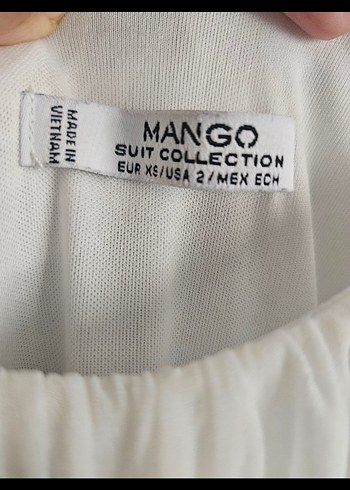 MANGO
SUIT COLLECTION
EUR XS/USA 2/MEX ECH
MADE IN
VIETNAM